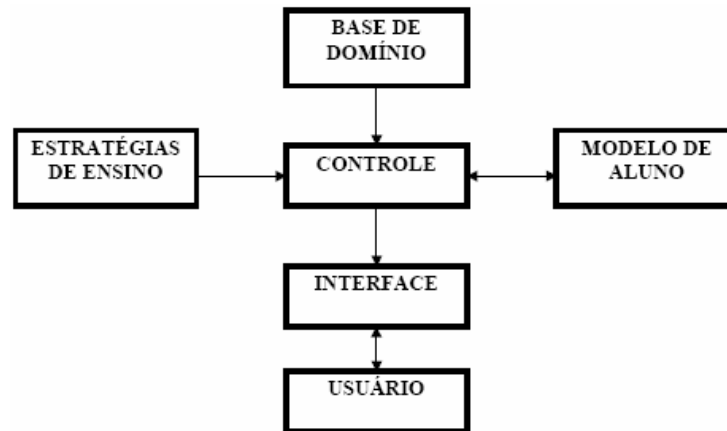 BASE DE
DOMÍNIO
ESTRATÉGIAS
DE ENSINO
CONTROLE
MODELO DE
ALUNO
INTERFACE
USUÁRIO